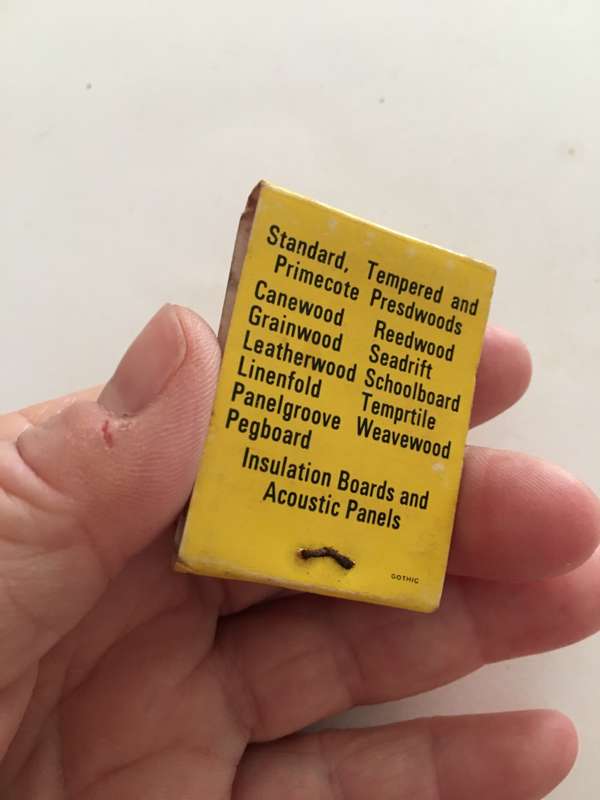 Standard, Tempered and
Primecote Presdwoods
Canewood Reedwood
Grainwood Seadrift
Leatherwood Schoolboard
Linenfold Temprtile
Panelgroove Weavewood
Pegboard
Insulation Boards and
Acoustic Panels
GOTHIC